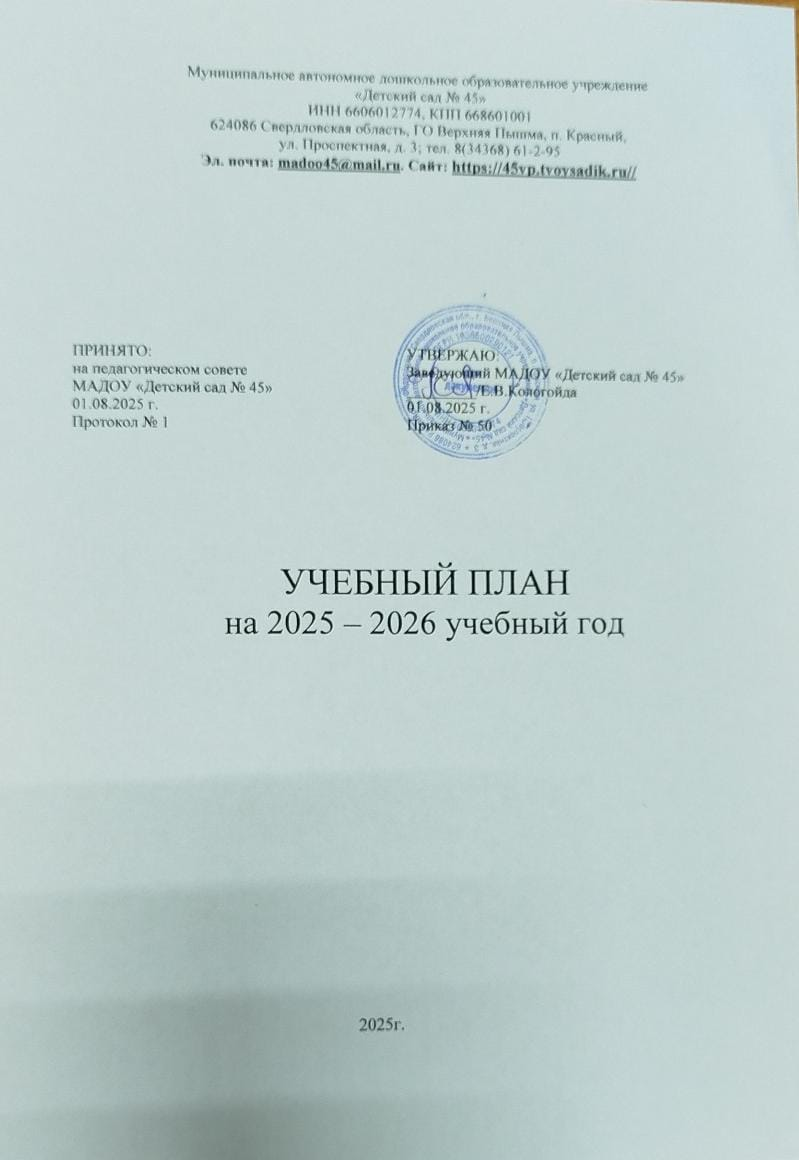 Муниципальное автономное дошкольное образовательное учреждение
«Детский сад № 45»
ИНН 6606012774, КПП 668601001
624086 Свердловская область, ГО Верхняя Пышма, п. Красный,
ул. Проспектная, д. 3; тел. 8(34368) 61-2-95
Эл. почта: madoo45@mail.ru. Сайт: https://45vp.tvoysadik.ru//
ПРИНЯТО:
на педагогическом совете
МАДОУ «Детский сад № 45»
01.08.2025 г.
Протокол № 1
УТВЕРЖДАЮ:
Заведующий МАДОУ «Детский сад № 45»
/Е.В.Кологойда
01.08.2025 г.
Приказ № 50
УЧЕБНЫЙ ПЛАН
на 2025 – 2026 учебный год
2025г.